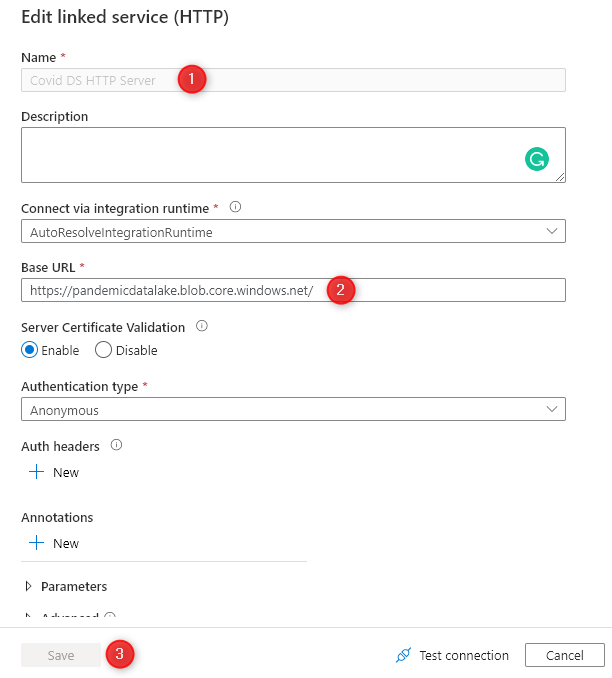 Edit linked service (HTTP)
Name *
Covid DS HTTP Server
1
Description
Connect via integration runtime *
AutoResolveIntegrationRuntime
Base URL *
https://pandemicdatalake.blob.core.windows.net/
2
Server Certificate Validation
Enable Disable
Authentication type *
Anonymous
Auth headers
New
Annotations
New
Parameters
Advanced
Save
3
Test connection
Cancel